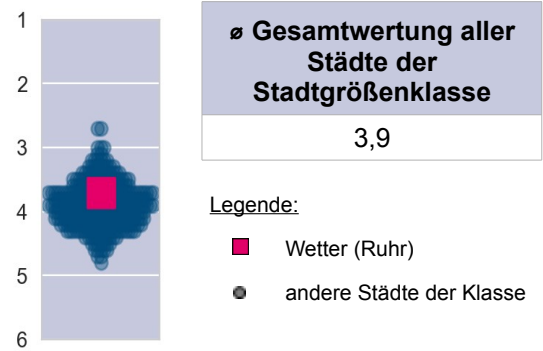 1
2
3
4
5
6
ø Gesamtwertung aller
Städte der
Stadtgrößenklasse
3,9
Legende:
Wetter (Ruhr)
andere Städte der Klasse